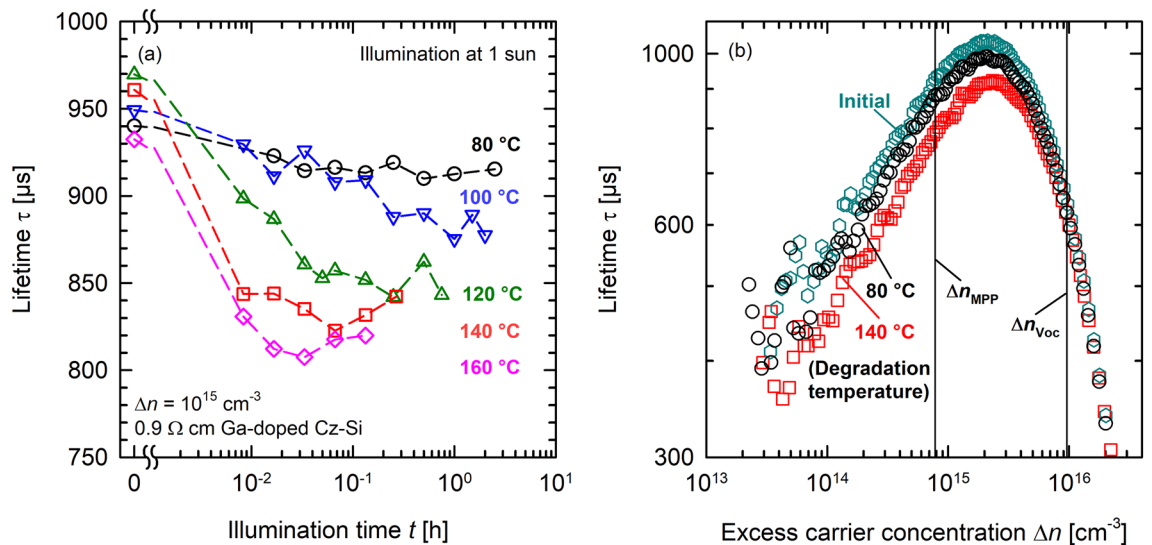 (a)
Illumination at 1 sun
1000
950
900
850
800
750
Lifetime τ [µs]
80 °C
100 °C
120 °C
140 °C
160 °C
Δn = 10¹⁵ cm⁻³
0.9 Ω cm Ga-doped Cz-Si
0
10⁻²
10⁻¹
10⁰
10¹
Illumination time t [h]
(b)
1000
600
300
Lifetime τ [µs]
Initial
80 °C
140 °C
(Degradation
temperature)
Δn_MPP
Δn_Voc
10¹³
10¹⁴
10¹⁵
10¹⁶
Excess carrier concentration Δn [cm⁻³]